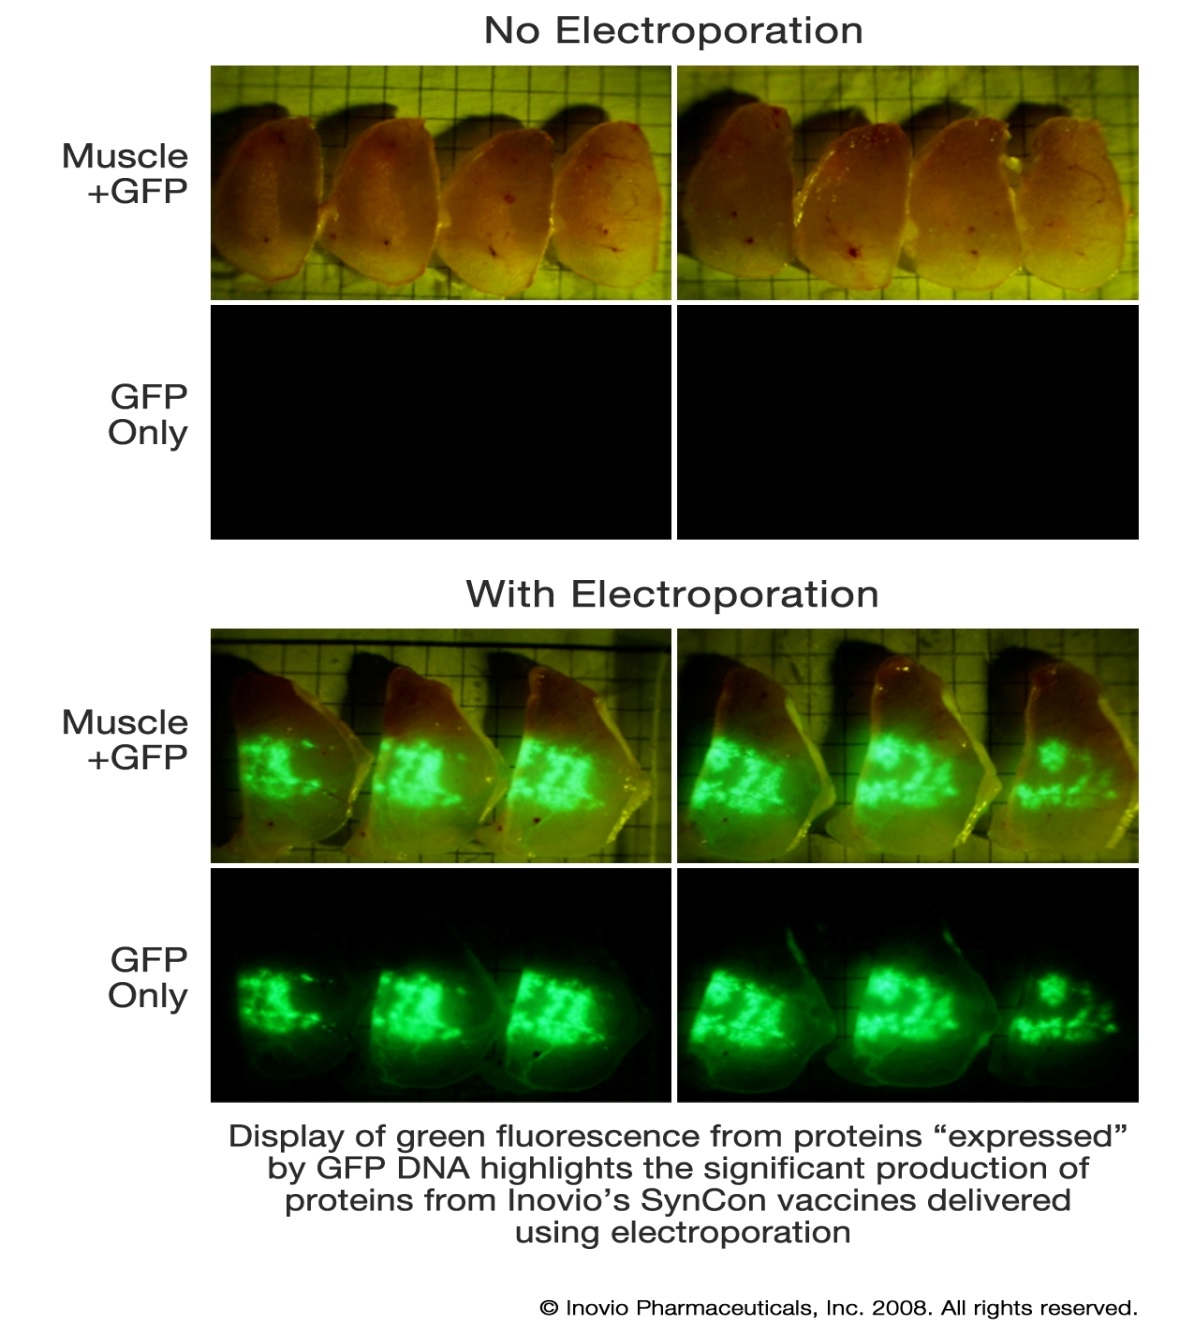 No Electroporation
Muscle
+GFP
GFP
Only
With Electroporation
Muscle
+GFP
GFP
Only
Display of green fluorescence from proteins “expressed”
by GFP DNA highlights the significant production of
proteins from Inovio’s SynCon vaccines delivered
using electroporation
© Inovio Pharmaceuticals, Inc. 2008. All rights reserved.